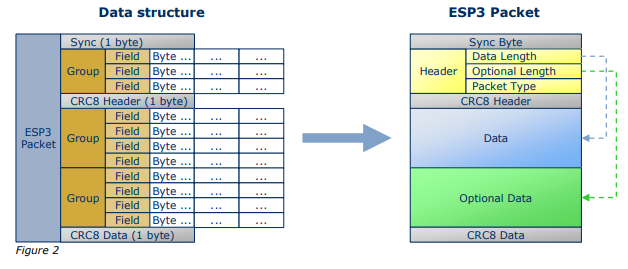 Data structure
ESP3 Packet
Sync (1 byte)
Group
Field Byte ... ... ...
Field Byte ... ... ...
Field Byte ... ... ...
CRC8 Header (1 byte)
ESP3
Packet
Group
Field Byte ... ... ...
Field Byte ... ... ...
Field Byte ... ... ...
Field Byte ... ... ...
Group
Field Byte ... ... ...
Field Byte ... ... ...
Field Byte ... ... ...
Field Byte ... ... ...
CRC8 Data (1 byte)
Figure 2
Sync Byte
Header
Data Length
Optional Length
Packet Type
CRC8 Header
Data
Optional Data
CRC8 Data